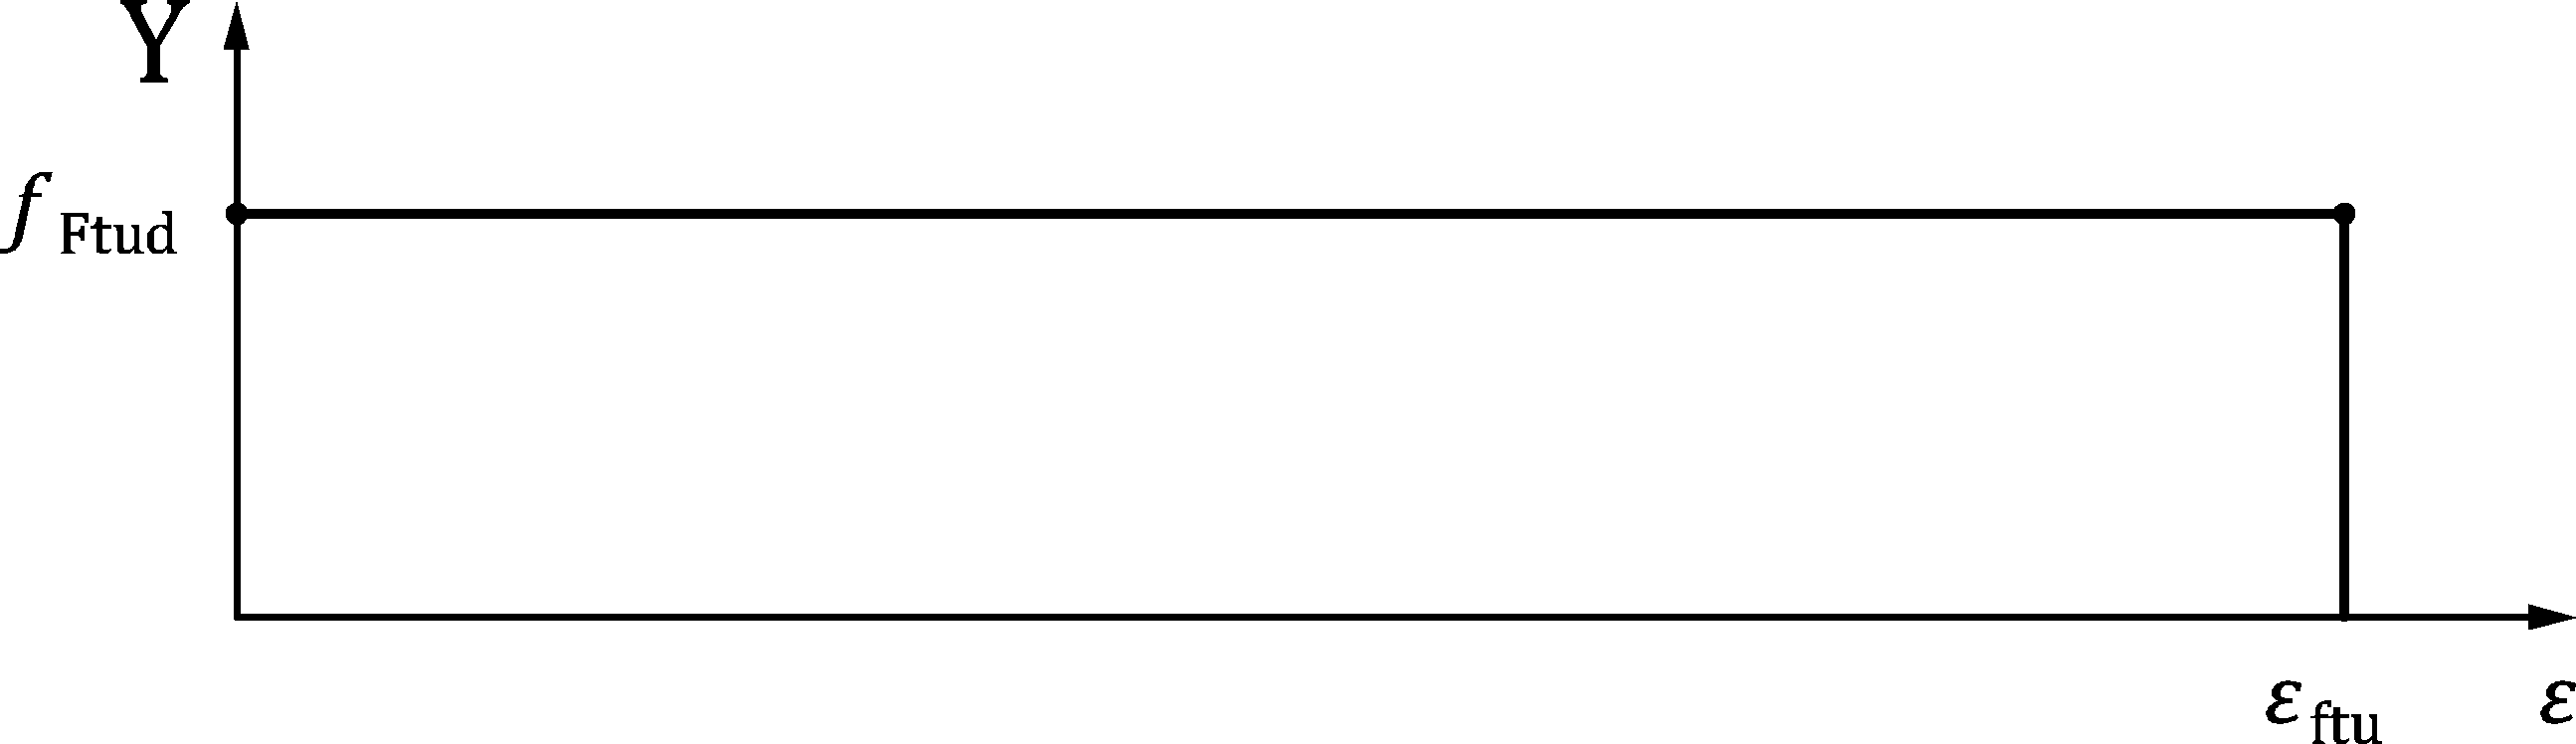 Y
f Ftud
ε ftu
ε